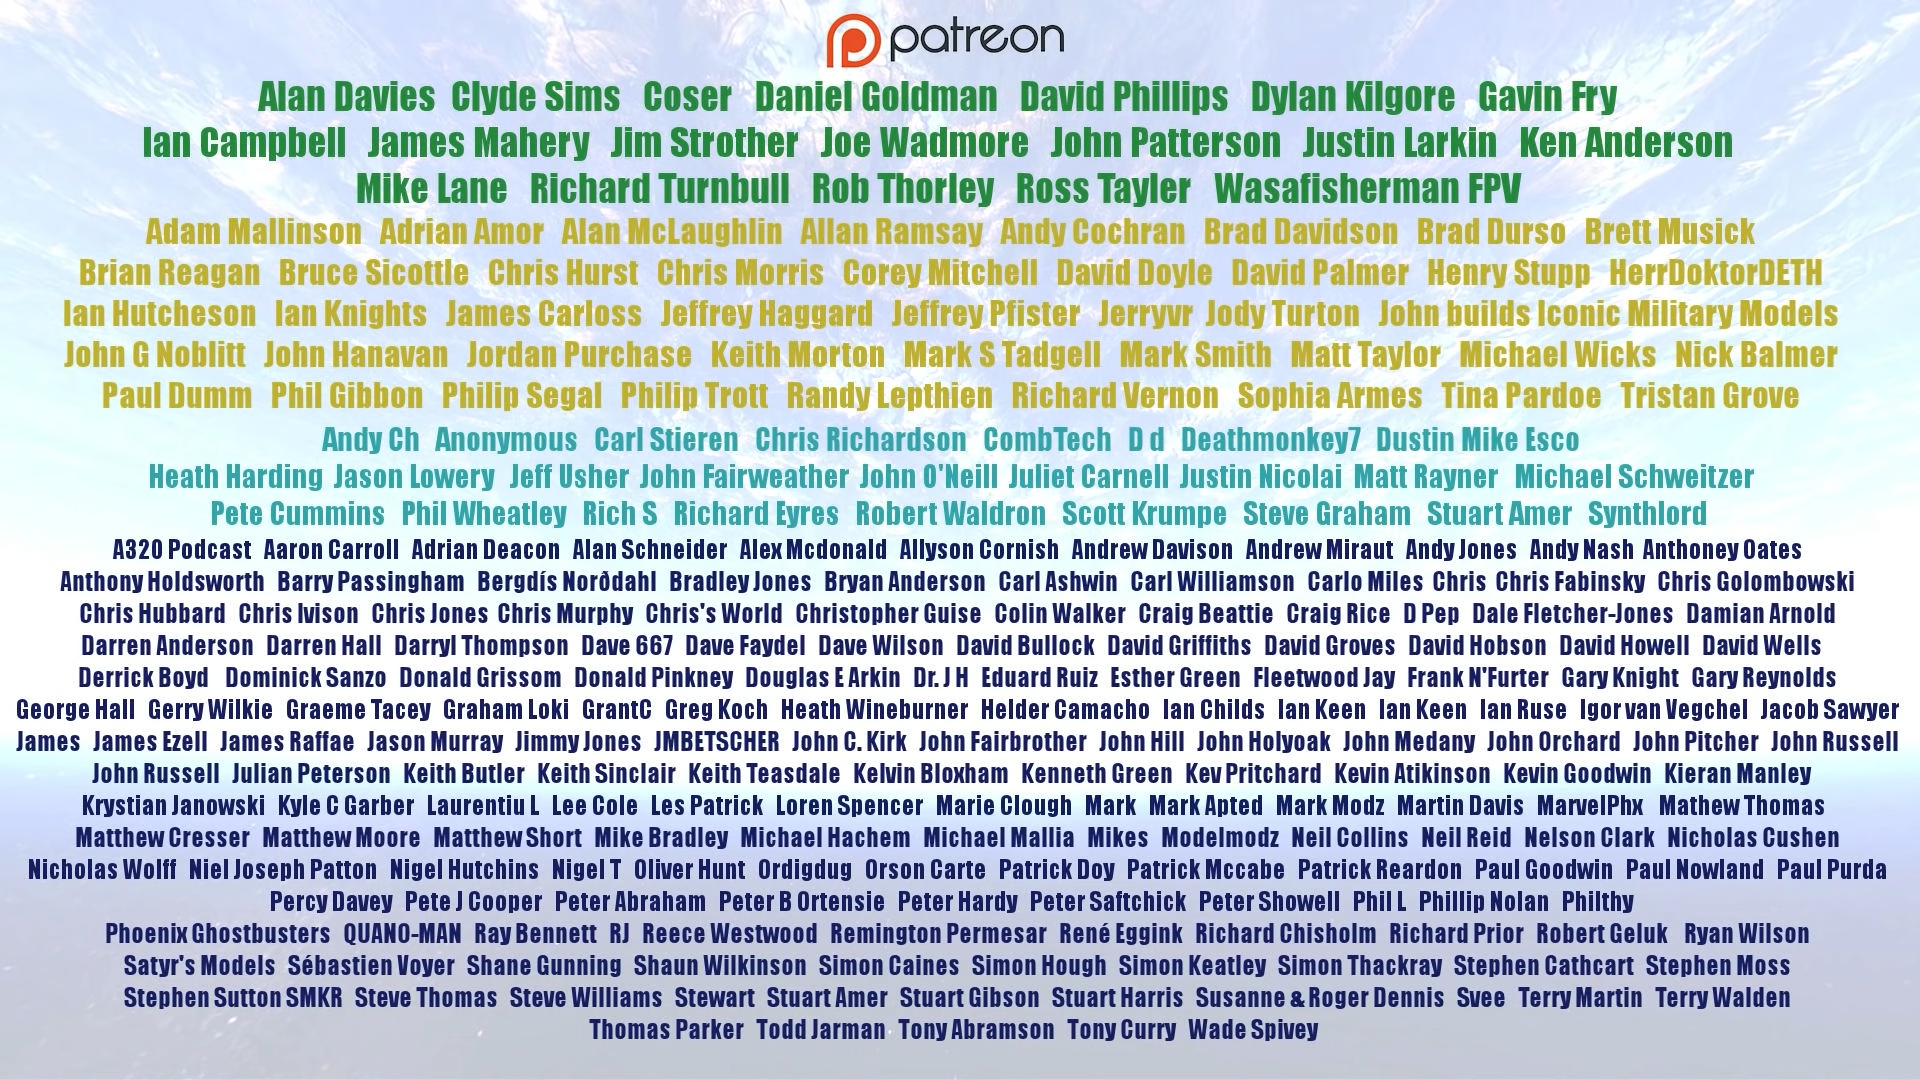 patreon
Alan Davies Clyde Sims Coser Daniel Goldman David Phillips Dylan Kilgore Gavin Fry
Ian Campbell James Mahery Jim Strother Joe Wadmore John Patterson Justin Larkin Ken Anderson
Mike Lane Richard Turnbull Rob Thorley Ross Tayler Wasafisherman FPV
Adam Mallinson Adrian Amor Alan McLaughlin Allan Ramsay Andy Cochran Brad Davidson Brad Durso Brett Musick
Brian Reagan Bruce Sicottle Chris Hurst Chris Morris Corey Mitchell David Doyle David Palmer Henry Stupp HerrDoktorDETH
Ian Hutcheson Ian Knights James Carloss Jeffrey Haggard Jeffrey Pfister Jerryvr Jody Turton John builds Iconic Military Models
John G Noblitt John Hanavan Jordan Purchase Keith Morton Mark S Tadgell Mark Smith Matt Taylor Michael Wicks Nick Balmer
Paul Dumm Phil Gibbon Philip Segal Philip Trott Randy Lepthien Richard Vernon Sophia Armes Tina Pardoe Tristan Grove
Andy Ch Anonymous Carl Stieren Chris Richardson CombTech D d Deathmonkey7 Dustin Mike Esco
Heath Harding Jason Lowery Jeff Usher John Fairweather John O'Neill Juliet Carnell Justin Nicolai Matt Rayner Michael Schweitzer
Pete Cummins Phil Wheatley Rich S Richard Eyres Robert Waldron Scott Krumpe Steve Graham Stuart Amer Synthlord
A320 Podcast Aaron Carroll Adrian Deacon Alan Schneider Alex Mcdonald Allyson Cornish Andrew Davison Andrew Miraut Andy Jones Andy Nash Anthoney Oates
Anthony Holdsworth Barry Passingham Bergdís Norðdahl Bradley Jones Bryan Anderson Carl Ashwin Carl Williamson Carlo Miles Chris Chris Fabinsky Chris Golombowski
Chris Hubbard Chris Ivison Chris Jones Chris Murphy Chris's World Christopher Guise Colin Walker Craig Beattie Craig Rice D Pep Dale Fletcher-Jones Damian Arnold
Darren Anderson Darren Hall Darryl Thompson Dave 667 Dave Faydel Dave Wilson David Bullock David Griffiths David Groves David Hobson David Howell David Wells
Derrick Boyd Dominick Sanzo Donald Grissom Donald Pinkney Douglas E Arkin Dr. J H Eduard Ruiz Esther Green Fleetwood Jay Frank N'Furter Gary Knight Gary Reynolds
George Hall Gerry Wilkie Graeme Tacey Graham Loki GrantC Greg Koch Heath Wineburner Helder Camacho Ian Childs Ian Keen Ian Keen Ian Ruse Igor van Vegchel Jacob Sawyer
James James Ezell James Raffae Jason Murray Jimmy Jones JMBETSCHER John C. Kirk John Fairbrother John Hill John Holyoak John Medany John Orchard John Pitcher John Russell
John Russell Julian Peterson Keith Butler Keith Sinclair Keith Teasdale Kelvin Bloxham Kenneth Green Kev Pritchard Kevin Atikinson Kevin Goodwin Kieran Manley
Krystian Janowski Kyle C Garber Laurentiu L Lee Cole Les Patrick Loren Spencer Marie Clough Mark Mark Apted Mark Modz Martin Davis MarvelPhx Mathew Thomas
Matthew Cresser Matthew Moore Matthew Short Mike Bradley Michael Hachem Michael Mallia Mikes Modelmodz Neil Collins Neil Reid Nelson Clark Nicholas Cushen
Nicholas Wolff Niel Joseph Patton Nigel Hutchins Nigel T Oliver Hunt Ordigdug Orson Carte Patrick Doy Patrick Mccabe Patrick Reardon Paul Goodwin Paul Nowland Paul Purda
Percy Davey Pete J Cooper Peter Abraham Peter B Ortensie Peter Hardy Peter Saftchick Peter Showell Phil L Phillip Nolan Philthy
Phoenix Ghostbusters QUANO-MAN Ray Bennett RJ Reece Westwood Remington Permesar René Eggink Richard Chisholm Richard Prior Robert Geluk Ryan Wilson
Satyr's Models Sébastien Voyer Shane Gunning Shaun Wilkinson Simon Caines Simon Hough Simon Keatley Simon Thackray Stephen Cathcart Stephen Moss
Stephen Sutton SMKR Steve Thomas Steve Williams Stewart Stuart Amer Stuart Gibson Stuart Harris Susanne & Roger Dennis Svee Terry Martin Terry Walden
Thomas Parker Todd Jarman Tony Abramson Tony Curry Wade Spivey